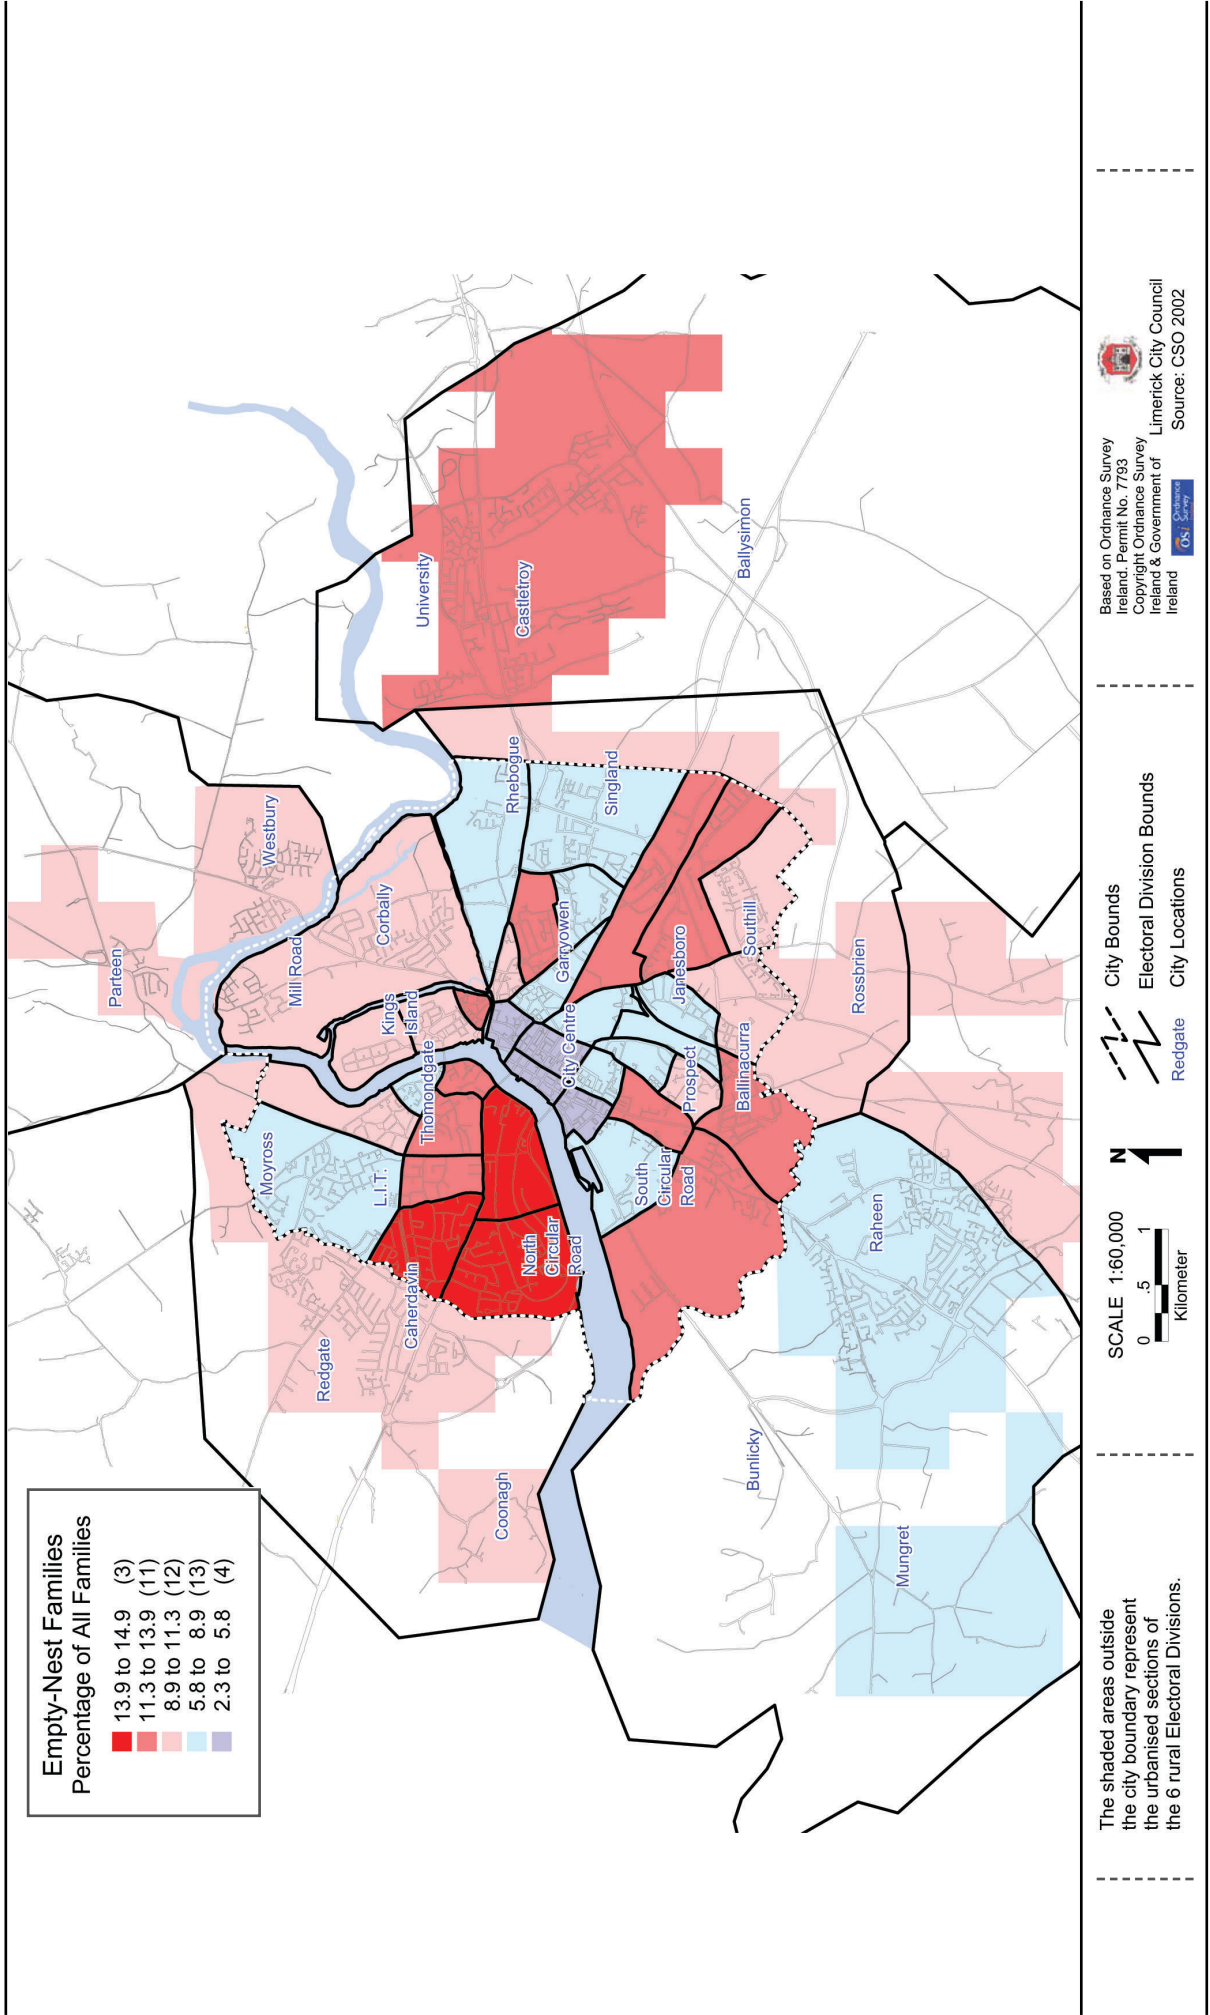 Empty-Nest Families
Percentage of All Families
13.9 to 14.9 (3)
11.3 to 13.9 (11)
8.9 to 11.3 (12)
5.8 to 8.9 (13)
2.3 to 5.8 (4)
Parteen
Westbury
Mill Road
Corbally
Kings
Island
Moyross
Thomondgate
L.I.T.
Redgate
Caherdavin
North
Circular
Road
Coonagh
University
Castletroy
Ballysimon
Rhebogue
Singland
Garryowen
City Centre
Janesboro
Southill
Prospect
Ballinacurra
Rossbrien
South
Circular
Road
Raheen
Bunlicky
Mungret
The shaded areas outside
the city boundary represent
the urbanised sections of
the 6 rural Electoral Divisions.
SCALE 1:60,000
0 .5 1
Kilometer
N
City Bounds
Electoral Division Bounds
Redgate City Locations
Based on Ordnance Survey
Ireland. Permit No. 7793
Copyright Ordnance Survey
Ireland & Government of
Ireland
OSi Ordnance
Survey
Limerick City Council
Source: CSO 2002